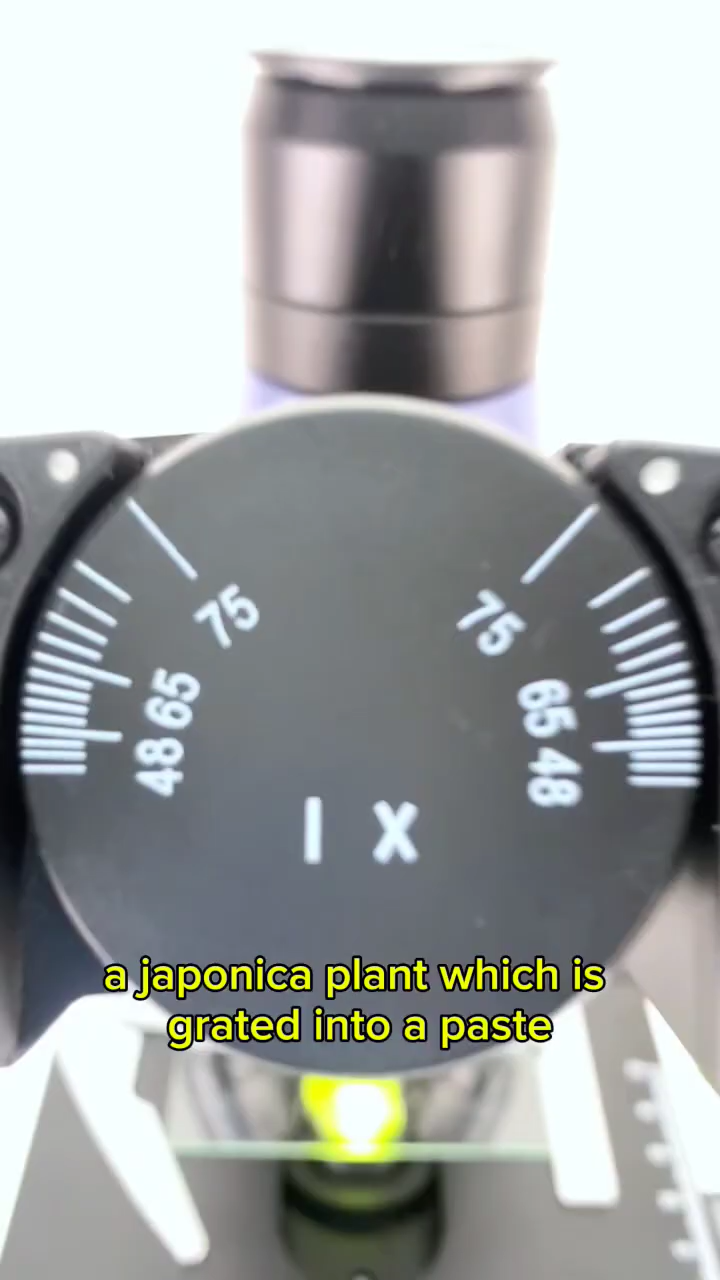 75 75
65 65
48 48
I X
a japonica plant which is
grated into a paste